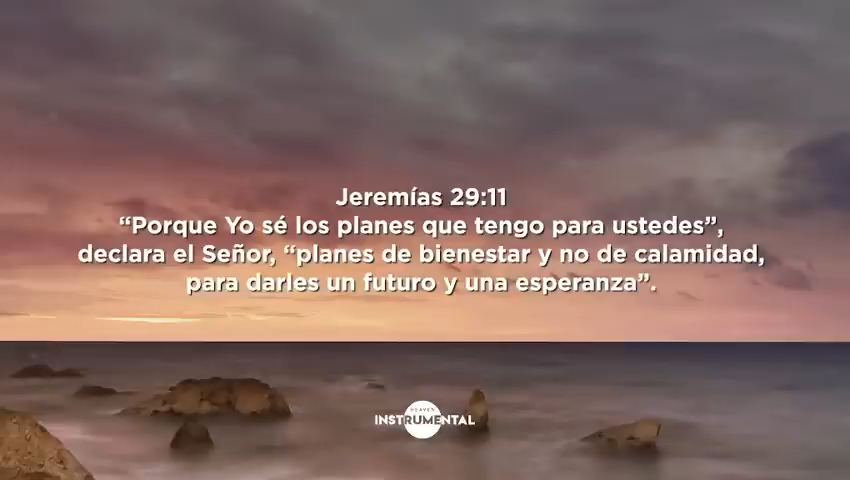 Jeremías 29:11
“Porque Yo sé los planes que tengo para ustedes”,
declara el Señor, “planes de bienestar y no de calamidad,
para darles un futuro y una esperanza”.
HEAVEN
INSTRUMENTAL